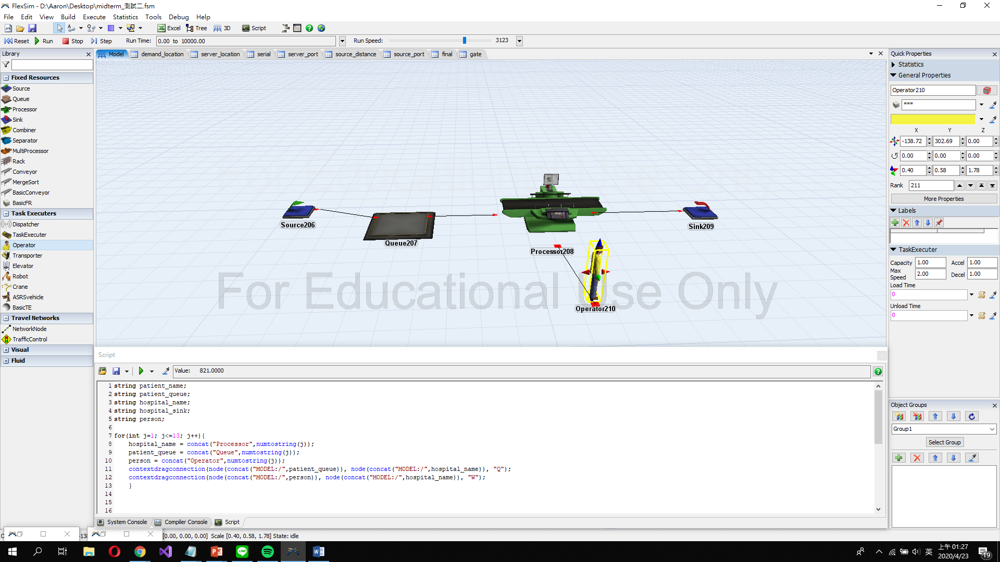 FlexSim - D:\Aaron\Desktop\midterm_測試二.fsm
File Edit View Build Execute Statistics Tools Debug Help
Excel Tree 3D Script
Reset Run Stop Step Run Time: 0.00 to 10000.00 Run Speed: 3123
Library
Model demand_location server_location serial server_port source_distance source_port final gate
Fixed Resources
Source
Queue
Processor
Sink
Combiner
Separator
MultiProcessor
Rack
Conveyor
MergeSort
BasicConveyor
BasicFR
Task Executers
Dispatcher
TaskExecuter
Operator
Transporter
Elevator
Robot
Crane
ASRSvehicle
BasicTE
Travel Networks
NetworkNode
TrafficControl
Visual
Fluid
Source206
Queue207
Processor208
Sink209
Operator210
For Educational Use Only
Quick Properties
Statistics
General Properties
Operator210
***
X Y Z
-138.72 302.69 0.00
0.00 0.00 0.00
0.40 0.58 1.78
Rank 211
More Properties
Labels
TaskExecuter
Capacity 1.00 Accel 1.00
Max Speed 2.00 Decel 1.00
Load Time
0
Unload Time
0
Object Groups
Group1
Select Group
Script
Value: 821.0000
1 string patient_name;
2 string patient_queue;
3 string hospital_name;
4 string hospital_sink;
5 string person;
6
7 for(int j=1; j<=13; j++){
8 hospital_name = concat("Processor",numtostring(j));
9 patient_queue = concat("Queue",numtostring(j));
10 person = concat("Operator",numtostring(j));
11 contextdragconnection(node(concat("MODEL:/",patient_queue)), node(concat("MODEL:/",hospital_name)), "Q");
12 contextdragconnection(node(concat("MODEL:/",person)), node(concat("MODEL:/",hospital_name)), "W");
13 }
14
15
16
System Console Compiler Console Script
[0.00, 0.00, 0.00] Scale [0.40, 0.58, 1.78] State: idle
英
上午 01:27
2020/4/23
19